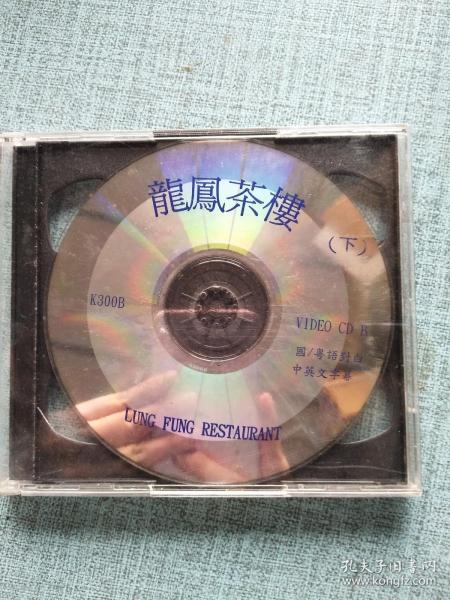 龍鳳茶樓
(下)
K300B
VIDEO CD B
國/粵語對白
中英文字幕
LUNG FUNG RESTAURANT
孔夫子旧书网
www.kongfz.com